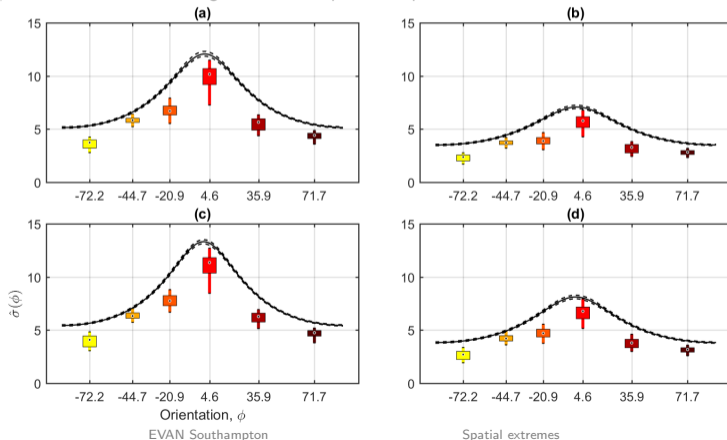 (a) (b)
15 15
10 10
5 5
0 0
-72.2 -44.7 -20.9 4.6 35.9 71.7 -72.2 -44.7 -20.9 4.6 35.9 71.7
(c) (d)
15 15
10 10
σ̂(φ)
5 5
0 0
-72.2 -44.7 -20.9 4.6 35.9 71.7 -72.2 -44.7 -20.9 4.6 35.9 71.7
Orientation, φ
EVAN Southampton Spatial extremes